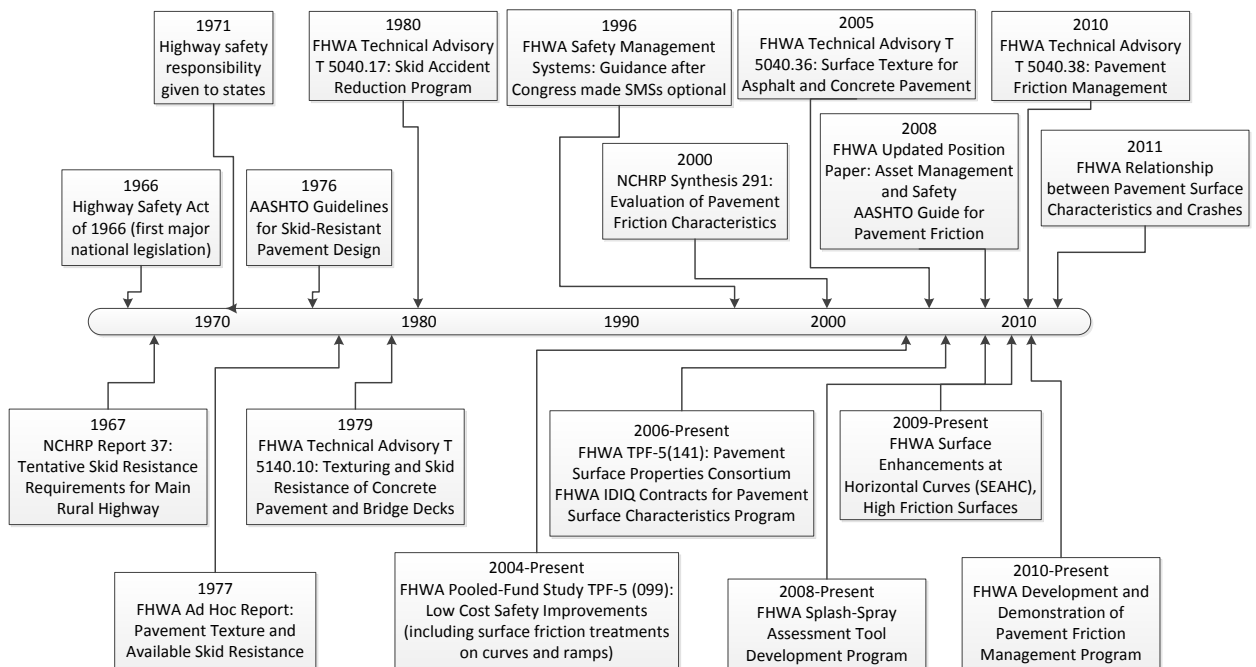 1971
Highway safety
responsibility
given to states
1980
FHWA Technical Advisory
T 5040.17: Skid Accident
Reduction Program
1996
FHWA Safety Management
Systems: Guidance after
Congress made SMSs optional
2005
FHWA Technical Advisory T
5040.36: Surface Texture for
Asphalt and Concrete Pavement
2010
FHWA Technical Advisory
T 5040.38: Pavement
Friction Management
1966
Highway Safety Act
of 1966 (first major
national legislation)
1976
AASHTO Guidelines
for Skid-Resistant
Pavement Design
2000
NCHRP Synthesis 291:
Evaluation of Pavement
Friction Characteristics
2008
FHWA Updated Position
Paper: Asset Management
and Safety
AASHTO Guide for
Pavement Friction
2011
FHWA Relationship
between Pavement Surface
Characteristics and Crashes
1970
1980
1990
2000
2010
1967
NCHRP Report 37:
Tentative Skid Resistance
Requirements for Main
Rural Highway
1979
FHWA Technical Advisory T
5140.10: Texturing and Skid
Resistance of Concrete
Pavement and Bridge Decks
2006-Present
FHWA TPF-5(141): Pavement
Surface Properties Consortium
FHWA IDIQ Contracts for Pavement
Surface Characteristics Program
2009-Present
FHWA Surface
Enhancements at
Horizontal Curves (SEAHC),
High Friction Surfaces
1977
FHWA Ad Hoc Report:
Pavement Texture and
Available Skid Resistance
2004-Present
FHWA Pooled-Fund Study TPF-5 (099):
Low Cost Safety Improvements
(including surface friction treatments
on curves and ramps)
2008-Present
FHWA Splash-Spray
Assessment Tool
Development Program
2010-Present
FHWA Development and
Demonstration of
Pavement Friction
Management Program